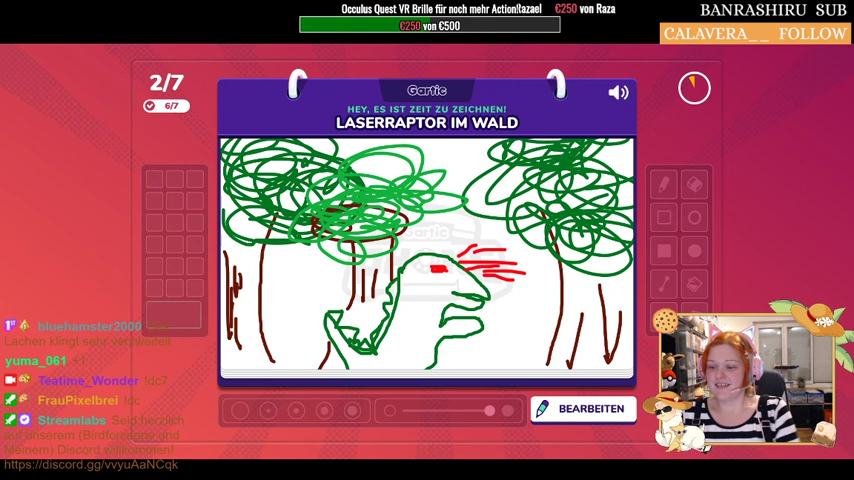 Occulus Quest VR Brille für noch mehr Action!tazael €250 von Raza
€250 von €500
BANRASHIRU SUB
CALAVERA__ FOLLOW
2/7
6/7
Gartic
HEY, ES IST ZEIT ZU ZEICHNEN!
LASERRAPTOR IM WALD
Gartic
bluehamster2000
Lachen klingt sehr verzweifelt
yuma_061 +1
Teatime_Wonder !dc7
FrauPixelbrei !dc
Streamlabs Seid herzlich
auf unserem (Birdforcegne und
Meinem) Discord willkommen!
https://discord.gg/vvyuAaNCqk
BEARBEITEN